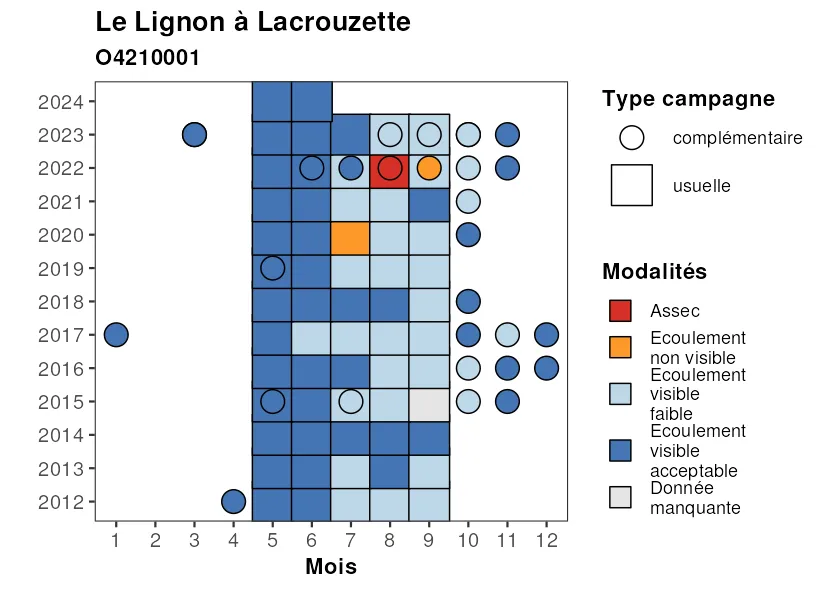 Le Lignon à Lacrouzette
O4210001
2024
2023
2022
2021
2020
2019
2018
2017
2016
2015
2014
2013
2012
1 2 3 4 5 6 7 8 9 10 11 12
Mois
Type campagne
complémentaire
usuelle
Modalités
Assec
Ecoulement
non visible
Ecoulement
visible
faible
Ecoulement
visible
acceptable
Donnée
manquante